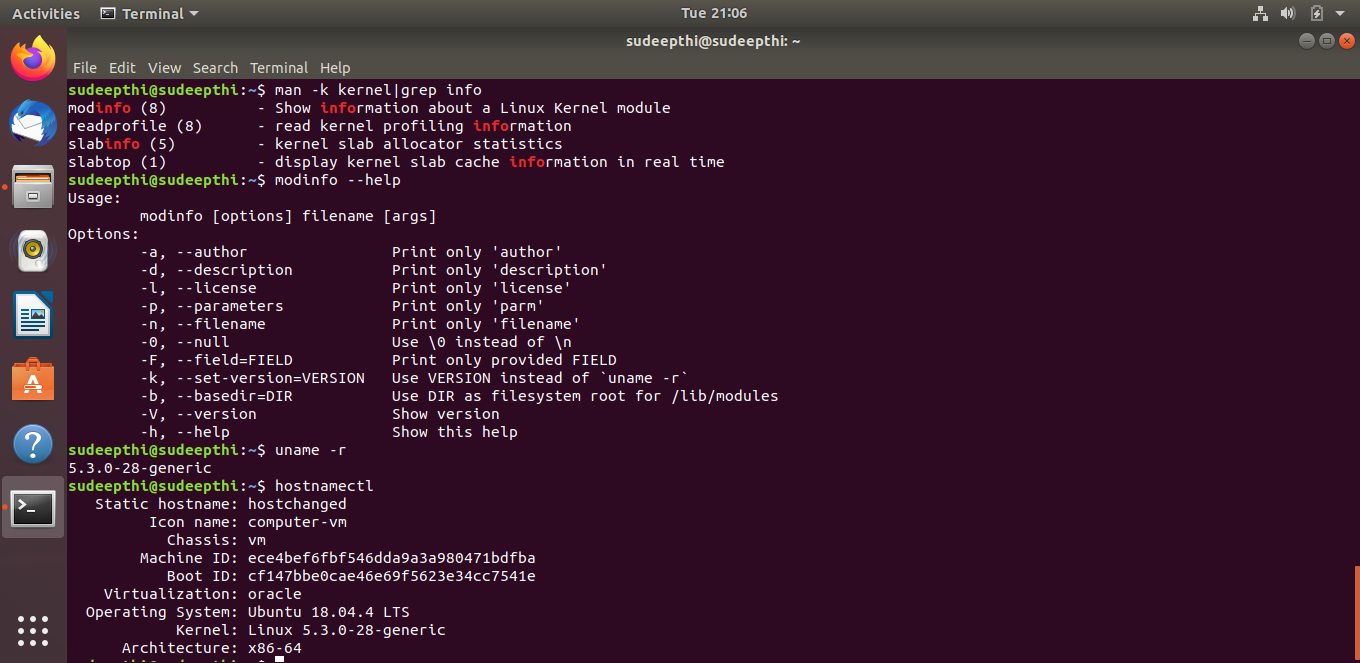 Activities Terminal Tue 21:06
sudeepthi@sudeepthi: ~
File Edit View Search Terminal Help
sudeepthi@sudeepthi:~$ man -k kernel|grep info
modinfo (8)          - Show information about a Linux Kernel module
readprofile (8)      - read kernel profiling information
slabinfo (5)         - kernel slab allocator statistics
slabtop (1)          - display kernel slab cache information in real time
sudeepthi@sudeepthi:~$ modinfo --help
Usage:
        modinfo [options] filename [args]
Options:
        -a, --author                Print only 'author'
        -d, --description           Print only 'description'
        -l, --license               Print only 'license'
        -p, --parameters            Print only 'parm'
        -n, --filename              Print only 'filename'
        -0, --null                  Use \0 instead of \n
        -F, --field=FIELD           Print only provided FIELD
        -k, --set-version=VERSION   Use VERSION instead of `uname -r`
        -b, --basedir=DIR           Use DIR as filesystem root for /lib/modules
        -V, --version               Show version
        -h, --help                  Show this help
sudeepthi@sudeepthi:~$ uname -r
5.3.0-28-generic
sudeepthi@sudeepthi:~$ hostnamectl
   Static hostname: hostchanged
         Icon name: computer-vm
           Chassis: vm
        Machine ID: ece4bef6fbf546dda9a3a980471bdfba
           Boot ID: cf147bbe0cae46e69f5623e34cc7541e
    Virtualization: oracle
  Operating System: Ubuntu 18.04.4 LTS
            Kernel: Linux 5.3.0-28-generic
      Architecture: x86-64